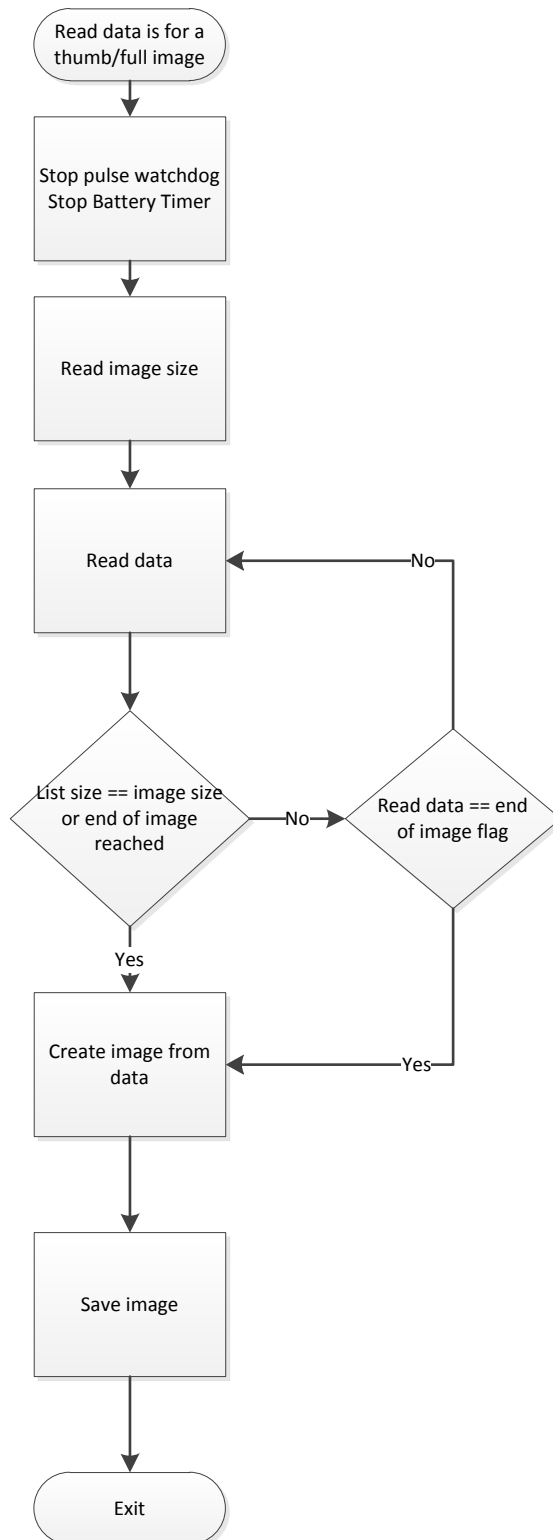 Read data is for a
thumb/full image
Stop pulse watchdog
Stop Battery Timer
Read image size
Read data
No
List size == image size
or end of image
reached
No
Read data == end
of image flag
Yes
Create image from
data
Yes
Save image
Exit